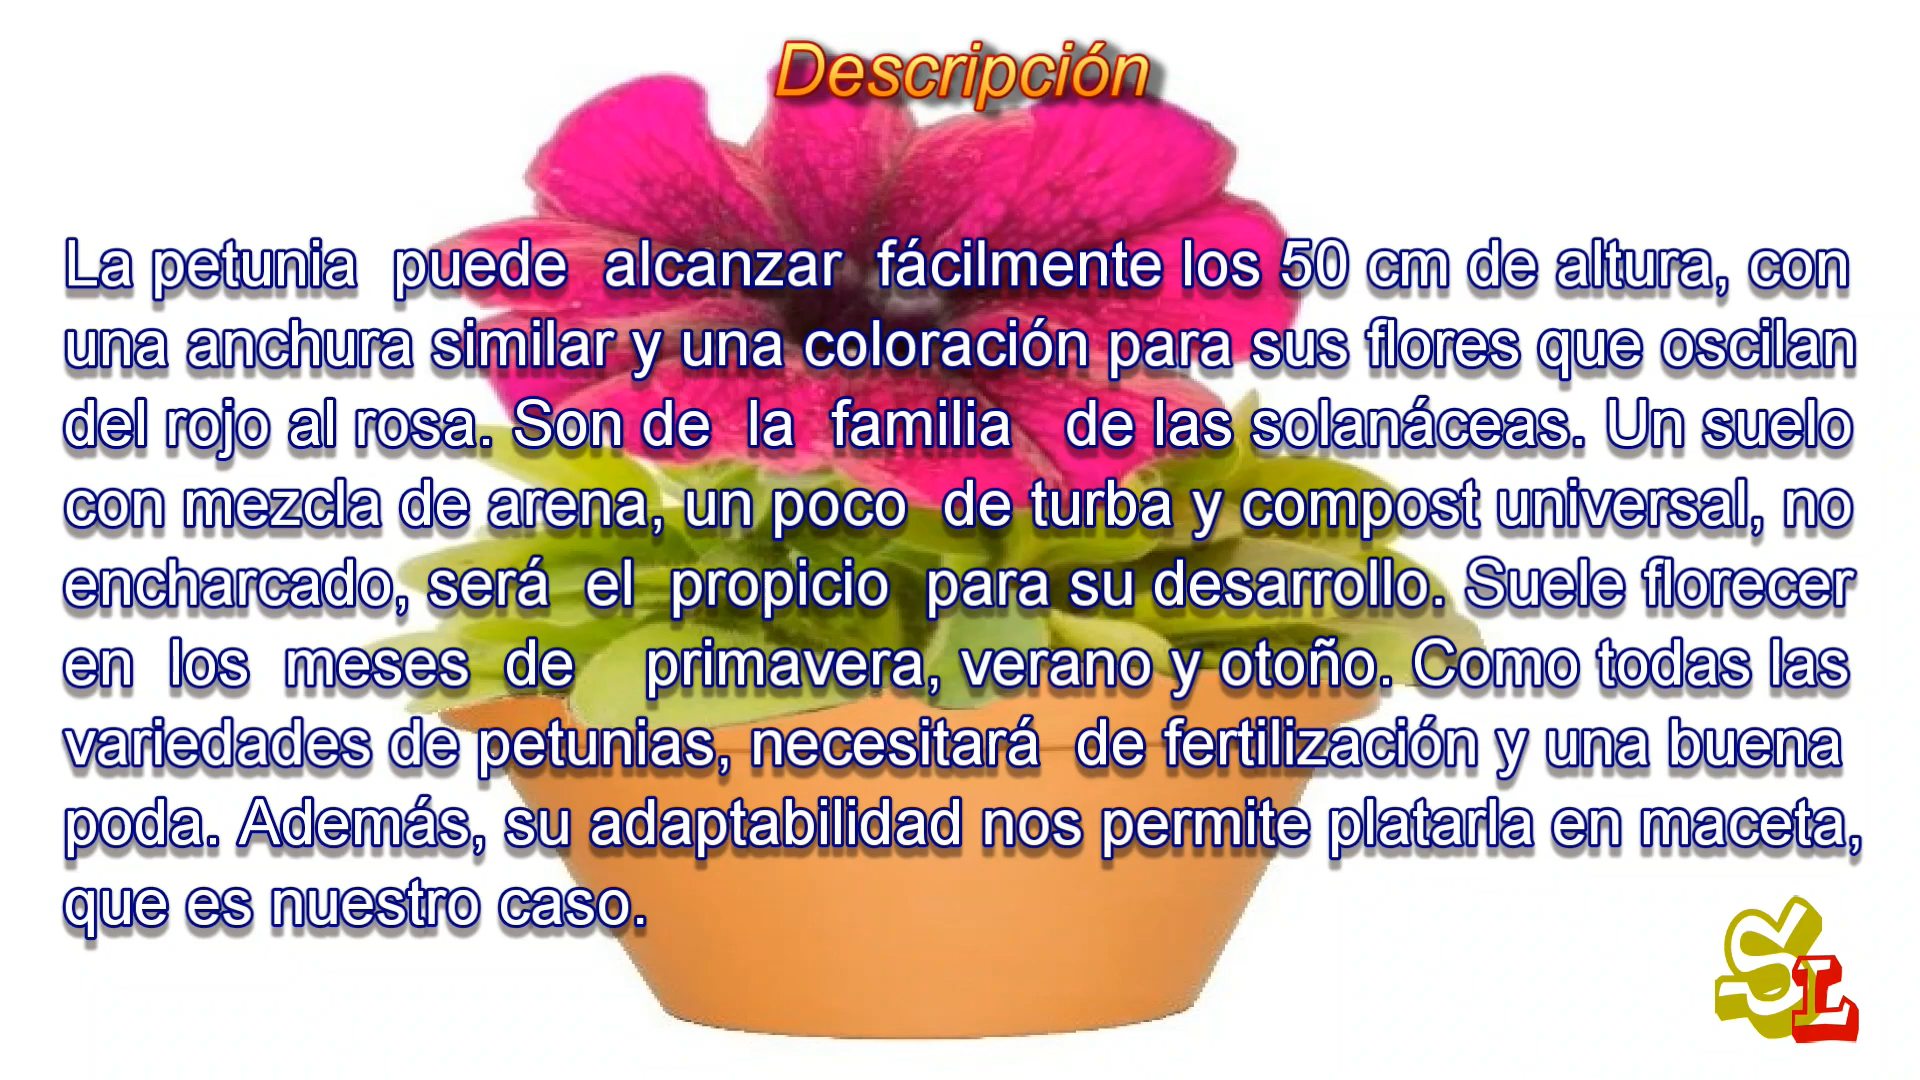 Descripción
La petunia puede alcanzar fácilmente los 50 cm de altura, con
una anchura similar y una coloración para sus flores que oscilan
del rojo al rosa. Son de la familia de las solanáceas. Un suelo
con mezcla de arena, un poco de turba y compost universal, no
encharcado, será el propicio para su desarrollo. Suele florecer
en los meses de primavera, verano y otoño. Como todas las
variedades de petunias, necesitará de fertilización y una buena
poda. Además, su adaptabilidad nos permite platarla en maceta,
que es nuestro caso.
SL